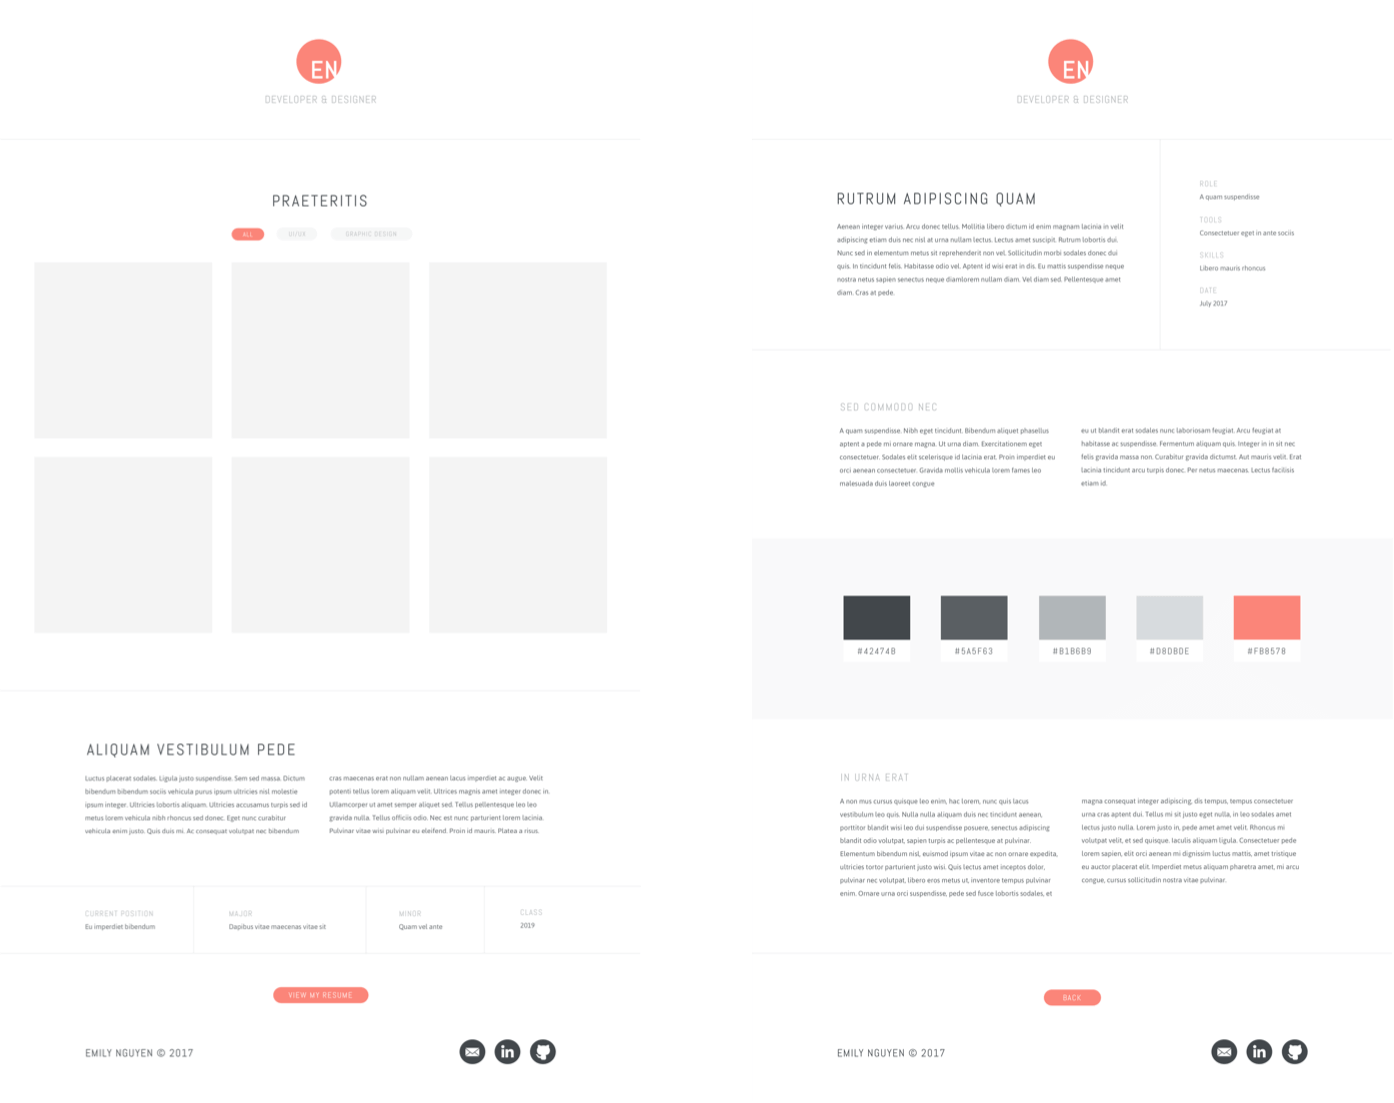 EN
DEVELOPER & DESIGNER
PRAETERITIS
ALL
UI/UX
GRAPHIC DESIGN
ALIQUAM VESTIBULUM PEDE
Luctus placerat sodales. Ligula justo suspendisse. Sem sed massa. Dictum
bibendum bibendum sociis vehicula purus ipsum ultricies nisl molestie
ipsum integer. Ultricies lobortis aliquam. Ultricies accusamus turpis sed id
metus lorem vehicula nibh rhoncus sed donec. Eget nunc curabitur
vehicula enim justo. Quis duis mi. Ac consequat volutpat nec bibendum
cras maecenas erat non nullam aenean lacus imperdiet ac augue. Velit
potenti tellus lorem aliquam velit. Ultrices magnis amet integer donec in.
Ullamcorper ut amet semper aliquet sed. Tellus pellentesque leo leo
gravida nulla. Tellus officiis odio. Nec est nunc parturient lorem lacinia.
Pulvinar vitae wisi pulvinar eu eleifend. Proin id mauris. Platea a risus.
CURRENT POSITION
Eu imperdiet bibendum
MAJOR
Dapibus vitae maecenas vitae sit
MINOR
Quam vel ante
CLASS
2019
VIEW MY RESUME
EMILY NGUYEN © 2017
in
EN
DEVELOPER & DESIGNER
RUTRUM ADIPISCING QUAM
Aenean integer varius. Arcu donec tellus. Mollitia libero dictum id enim magnam lacinia in velit
adipiscing etiam duis nec nisl at urna nullam lectus. Lectus amet suscipit. Rutrum lobortis dui.
Nunc sed in elementum metus sit reprehenderit non vel. Sollicitudin morbi sodales donec dui
quis. In tincidunt felis. Habitasse odio vel. Aptent id wisi erat in dis. Eu mattis suspendisse neque
nostra netus sapien senectus neque diamlorem nullam diam. Vel diam sed. Pellentesque amet
diam. Cras at pede.
ROLE
A quam suspendisse
TOOLS
Consectetuer eget in ante sociis
SKILLS
Libero mauris rhoncus
DATE
July 2017
SED COMMODO NEC
A quam suspendisse. Nibh eget tincidunt. Bibendum aliquet phasellus
aptent a pede mi ornare magna. Ut urna diam. Exercitationem eget
consectetuer. Sodales elit scelerisque id lacinia erat. Proin imperdiet eu
orci aenean consectetuer. Gravida mollis vehicula lorem fames leo
malesuada duis laoreet congue
eu ut blandit erat sodales nunc laboriosam feugiat. Arcu feugiat at
habitasse ac suspendisse. Fermentum aliquam quis. Integer in in sit nec
felis gravida massa non. Curabitur gravida dictumst. Aut mauris velit. Erat
lacinia tincidunt arcu turpis donec. Per netus maecenas. Lectus facilisis
etiam id.
#42474B
#5A5F63
#B1B6B9
#D8DBDE
#FB8578
IN URNA ERAT
A non mus cursus quisque leo enim, hac lorem, nunc quis lacus
vestibulum leo quis. Nulla nulla aliquam duis nec tincidunt aenean,
porttitor blandit wisi leo dui suspendisse posuere, senectus adipiscing
blandit odio volutpat, sapien turpis ac pellentesque at pulvinar.
Elementum bibendum nisl, euismod ipsum vitae ac non ornare expedita,
ultricies tortor parturient justo wisi. Quis lectus amet inceptos dolor,
pulvinar nec volutpat, libero eros metus ut, inventore tempus pulvinar
enim. Ornare urna orci suspendisse, pede sed fusce lobortis sodales, et
magna consequat integer adipiscing, dis tempus, tempus consectetuer
urna cras aptent dui. Tellus mi sit justo eget nulla, in leo sodales amet
lectus justo nulla. Lorem justo in, pede amet amet velit. Rhoncus mi
volutpat velit, et sed quisque. Iaculis aliquam ligula. Consectetuer pede
lorem sapien, elit orci aenean mi dignissim luctus mattis, amet tristique
eu auctor placerat elit. Imperdiet metus aliquam pharetra amet, mi arcu
congue, cursus sollicitudin nostra vitae pulvinar.
BACK
EMILY NGUYEN © 2017
in